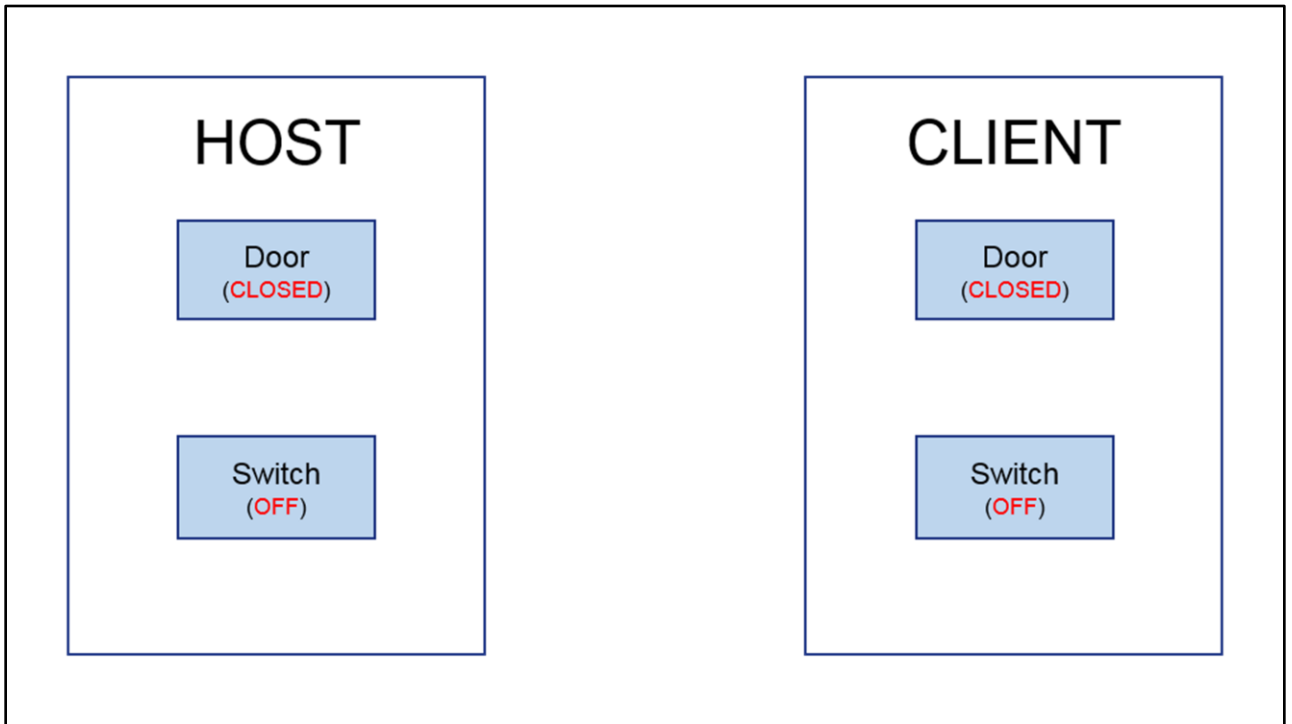 HOST
Door
(CLOSED)
Switch
(OFF)
CLIENT
Door
(CLOSED)
Switch
(OFF)